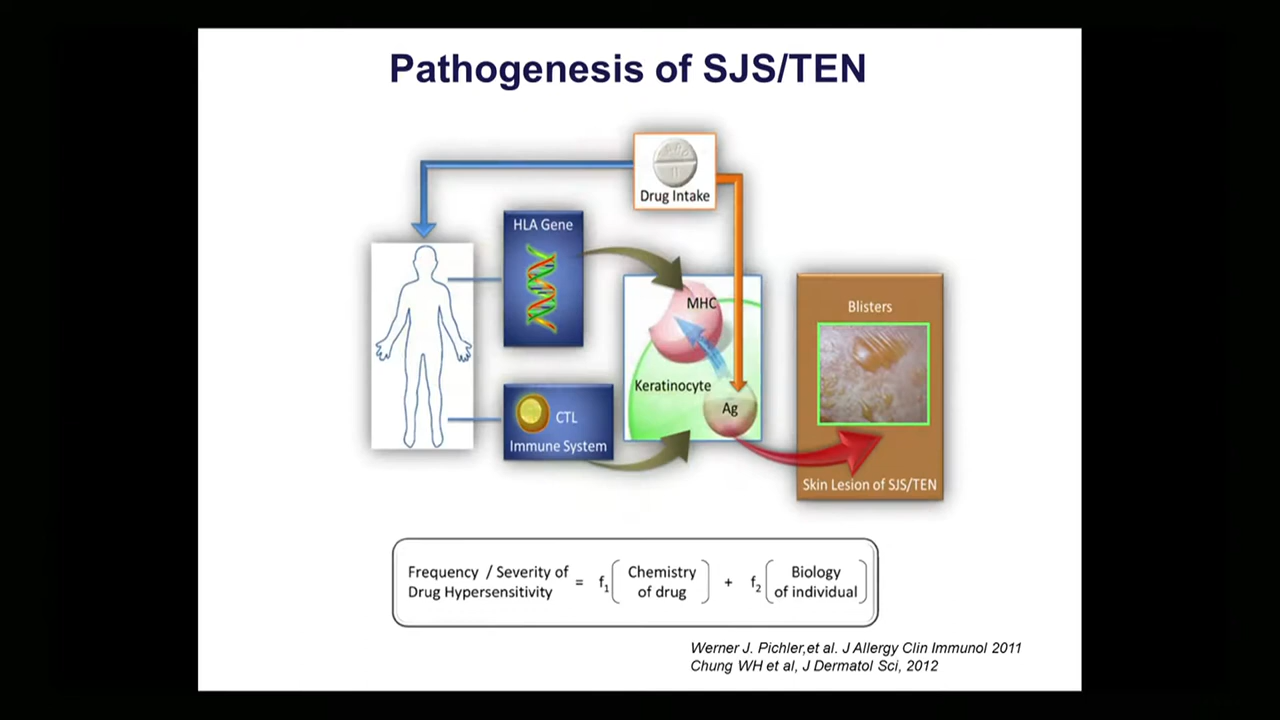 Pathogenesis of SJS/TEN
Drug Intake
HLA Gene
MHC
Keratinocyte
Ag
CTL
Immune System
Blisters
Skin Lesion of SJS/TEN
Frequency / Severity of
Drug Hypersensitivity
=
f1
Chemistry
of drug
+
f2
Biology
of individual
Werner J. Pichler,et al. J Allergy Clin Immunol 2011
Chung WH et al, J Dermatol Sci, 2012